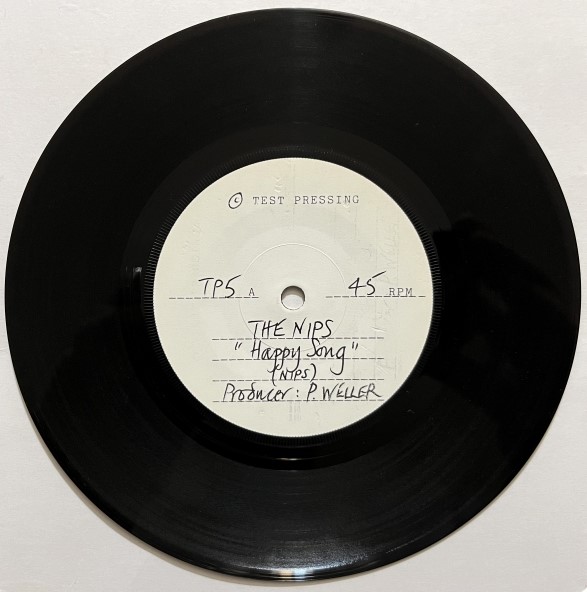 © TEST PRESSING
TP5 A 45 RPM
THE NIPS
"Happy Song"
(NIPS)
Producer: P. WELLER